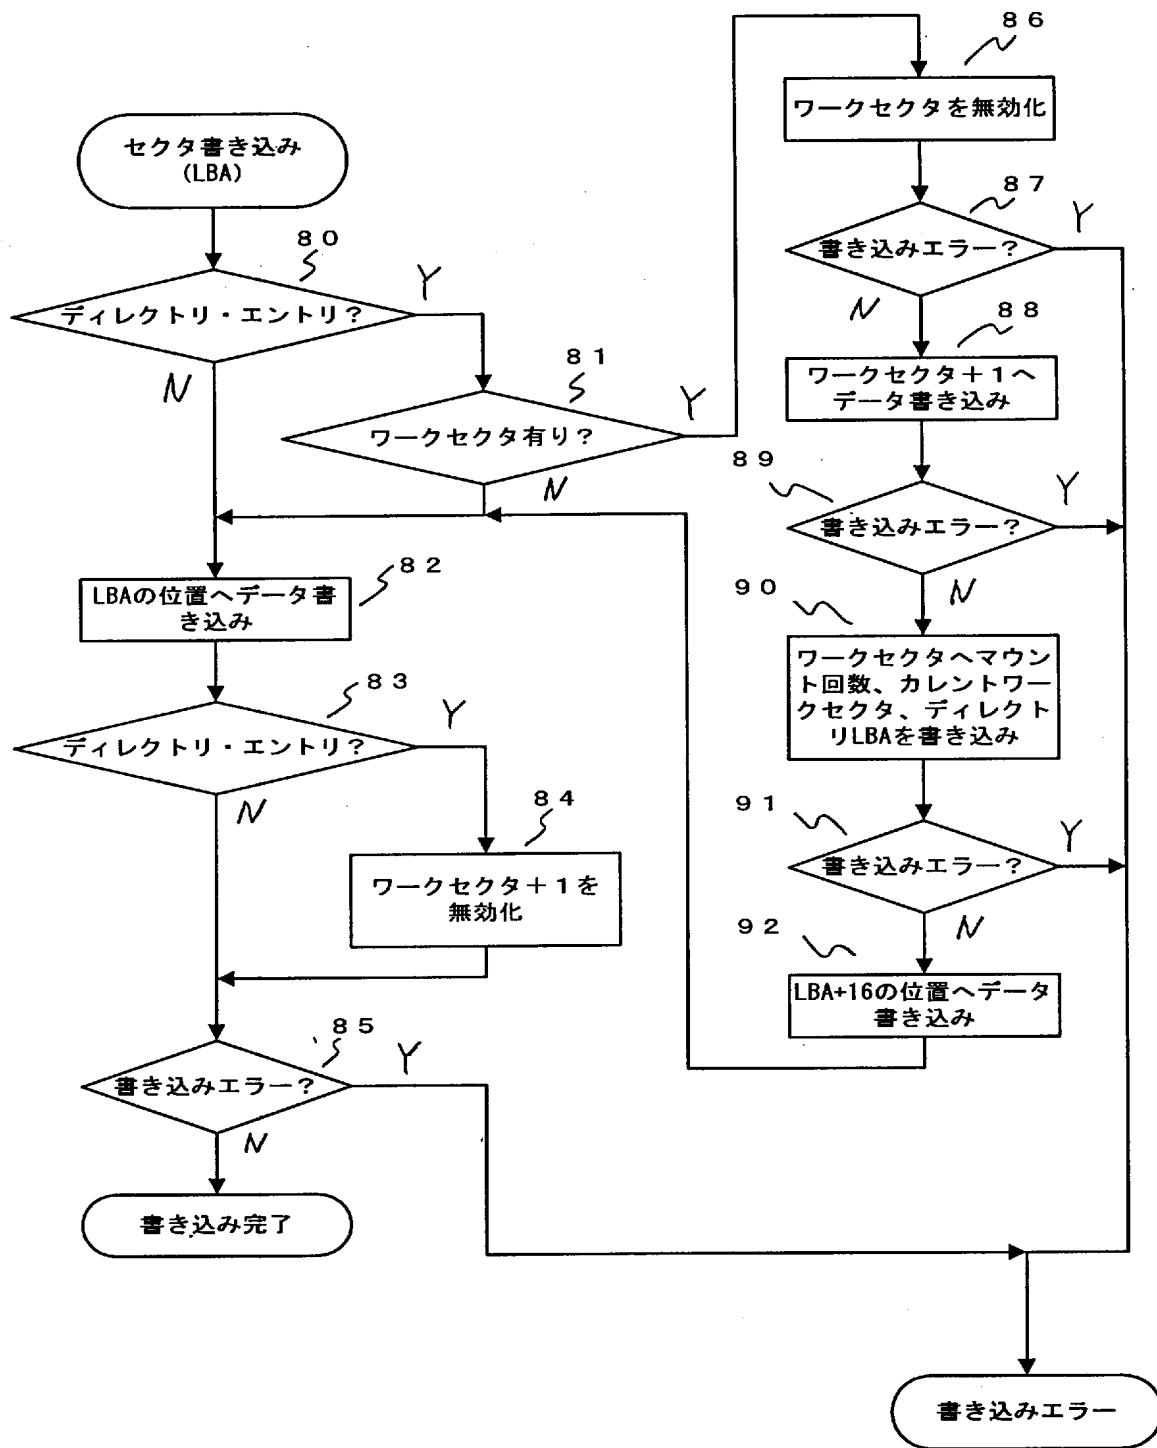 セクタ書き込み
(LBA)
80
ディレクトリ・エントリ？
Y
N
81
ワークセクタ有り？
Y
N
82
LBAの位置へデータ書
き込み
83
ディレクトリ・エントリ？
Y
N
84
ワークセクタ＋１を
無効化
85
書き込みエラー？
Y
N
書き込み完了
86
ワークセクタを無効化
87
書き込みエラー？
Y
N
88
ワークセクタ＋１へ
データ書き込み
89
書き込みエラー？
Y
N
90
ワークセクタへマウン
ト回数、カレントワー
クセクタ、ディレクト
リLBAを書き込み
91
書き込みエラー？
Y
N
92
LBA+16の位置へデータ
書き込み
書き込みエラー